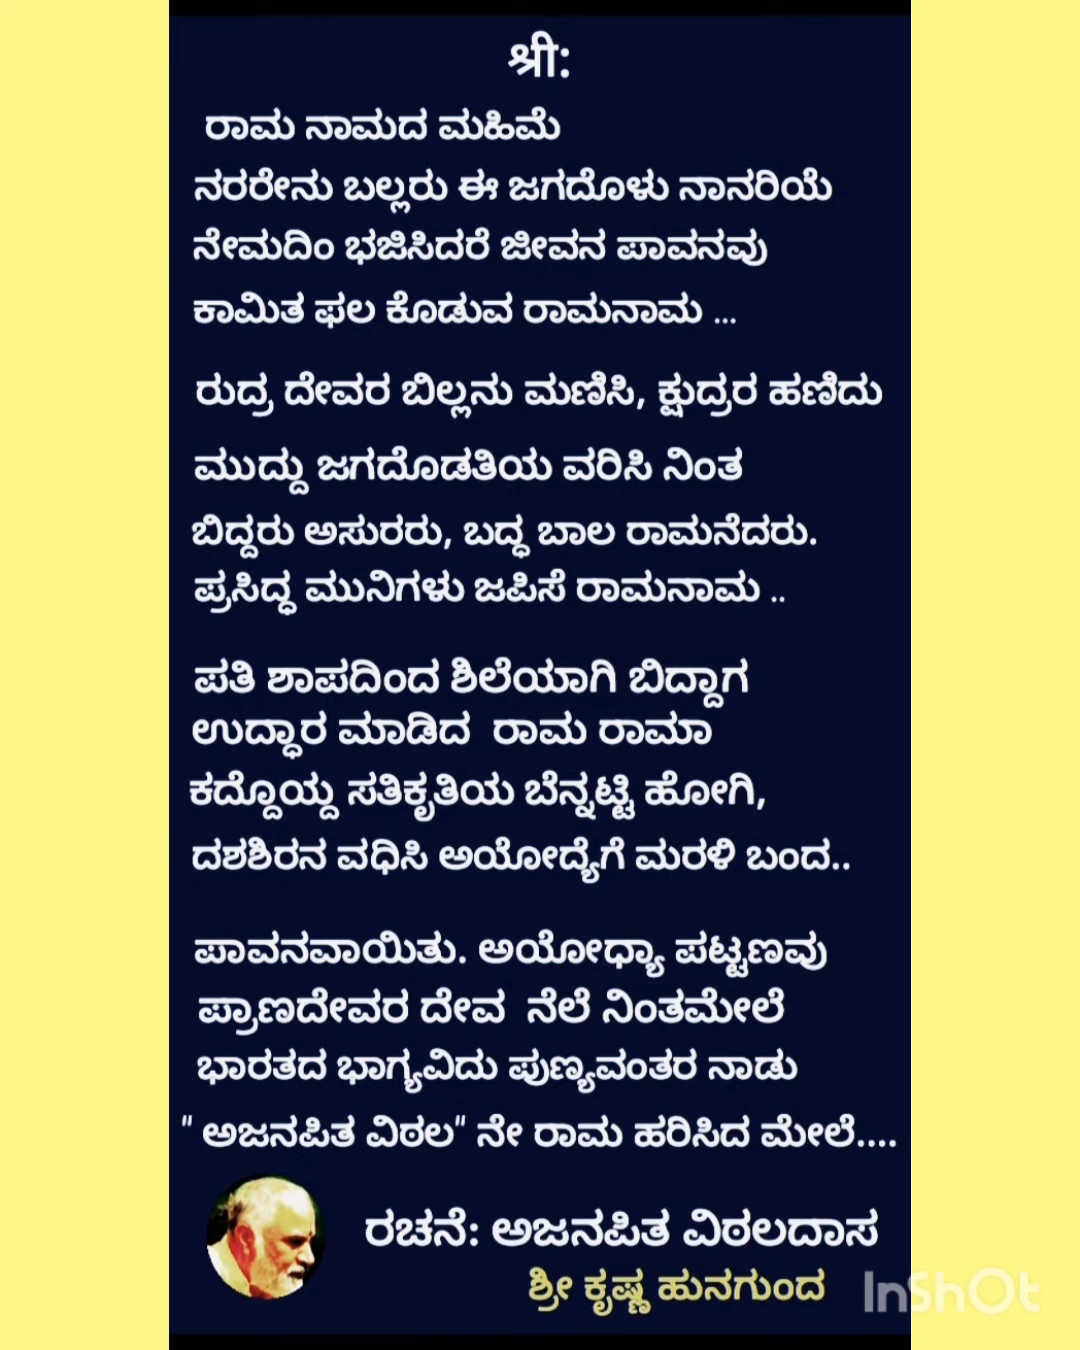 श्री:
ರಾಮ ನಾಮದ ಮಹಿಮೆ
ನರರೇನು ಬಲ್ಲರು ಈ ಜಗದೊಳು ನಾನರಿಯೆ
ನೇಮದಿಂ ಭಜಿಸಿದರೆ ಜೀವನ ಪಾವನವು
ಕಾಮಿತ ಫಲ ಕೊಡುವ ರಾಮನಾಮ ...
ರುದ್ರ ದೇವರ ಬಿಲ್ಲನು ಮಣಿಸಿ, ಕ್ಷುದ್ರರ ಹಣಿದು
ಮುದ್ದು ಜಗದೊಡತಿಯ ವರಿಸಿ ನಿಂತ
ಬಿದ್ದರು ಅಸುರರು, ಬದ್ಧ ಬಾಲ ರಾಮನೆದರು.
ಪ್ರಸಿದ್ಧ ಮುನಿಗಳು ಜಪಿಸೆ ರಾಮನಾಮ ..
ಪತಿ ಶಾಪದಿಂದ ಶಿಲೆಯಾಗಿ ಬಿದ್ದಾಗ
ಉದ್ಧಾರ ಮಾಡಿದ ರಾಮ ರಾಮಾ
ಕದ್ದೊಯ್ದ ಸತಿಕೃತಿಯ ಬೆನ್ನಟ್ಟಿ ಹೋಗಿ,
ದಶಶಿರನ ವಧಿಸಿ ಅಯೋದ್ಯೆಗೆ ಮರಳಿ ಬಂದ..
ಪಾವನವಾಯಿತು. ಅಯೋಧ್ಯಾ ಪಟ್ಟಣವು
ಪ್ರಾಣದೇವರ ದೇವ ನೆಲೆ ನಿಂತಮೇಲೆ
ಭಾರತದ ಭಾಗ್ಯವಿದು ಪುಣ್ಯವಂತರ ನಾಡು
" ಅಜನಪಿತ ವಿಠಲ" ನೇ ರಾಮ ಹರಿಸಿದ ಮೇಲೆ....
ರಚನೆ: ಅಜನಪಿತ ವಿಠಲದಾಸ
ಶ್ರೀ ಕೃಷ್ಣ ಹುನಗುಂದ
InShOt